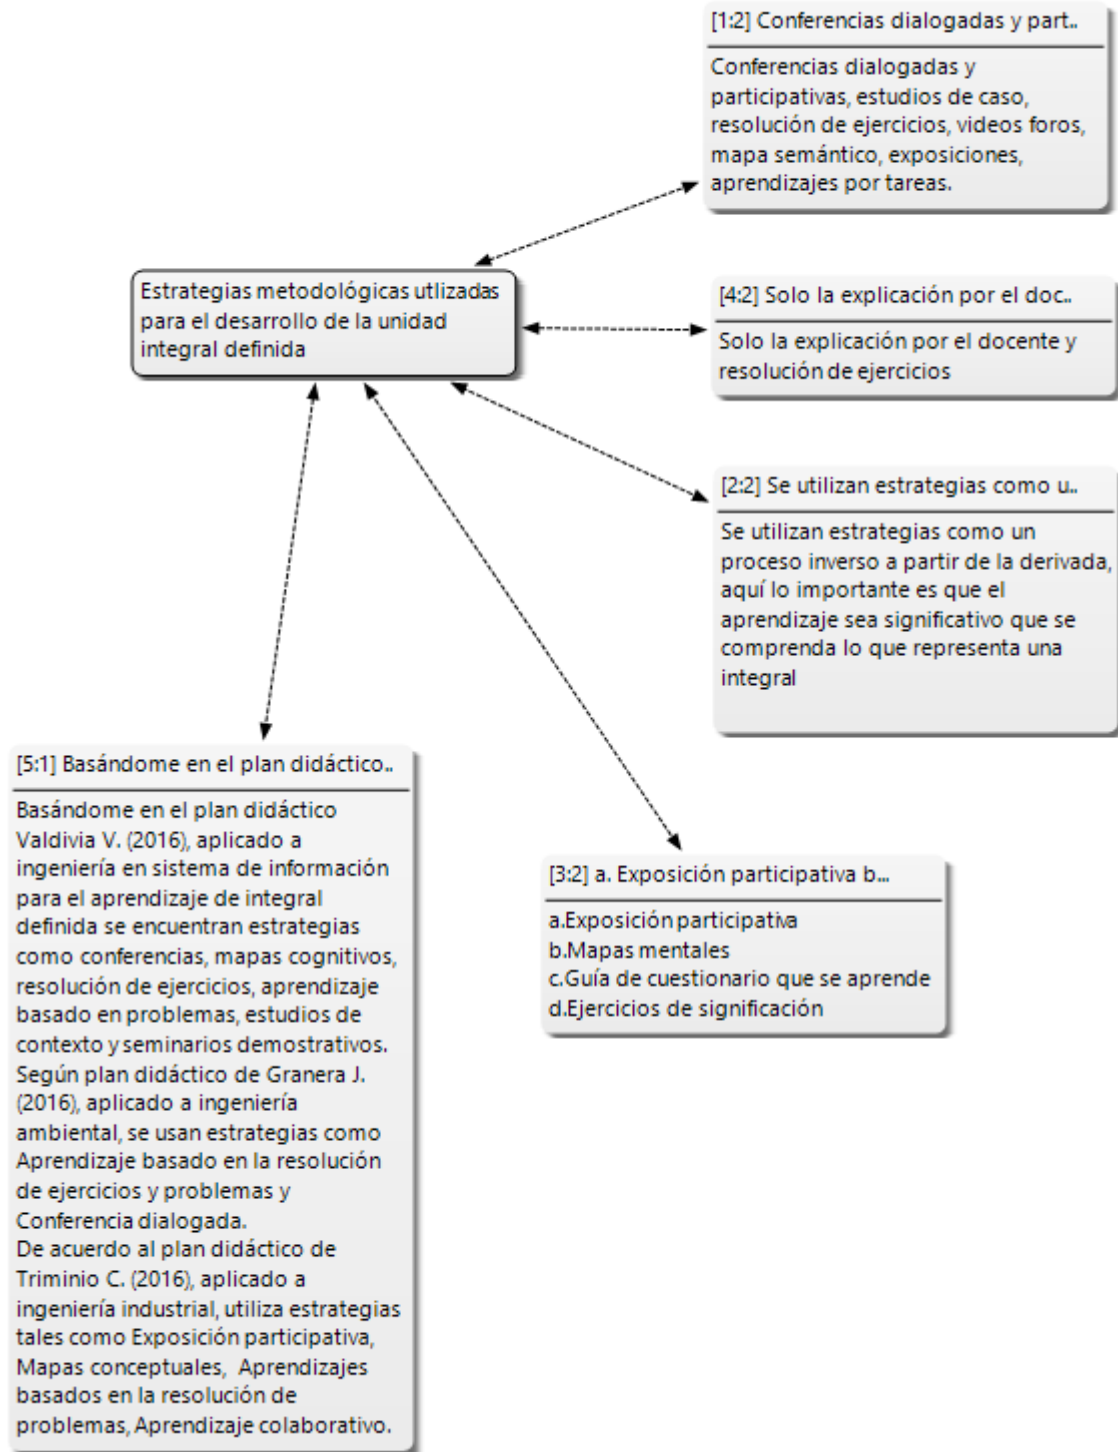 [1:2] Conferencias dialogadas y part..
Conferencias dialogadas y
participativas, estudios de caso,
resolución de ejercicios, videos foros,
mapa semántico, exposiciones,
aprendizajes por tareas.
Estrategias metodológicas utlizadas
para el desarrollo de la unidad
integral definida
[4:2] Solo la explicación por el doc..
Solo la explicación por el docente y
resolución de ejercicios
[2:2] Se utilizan estrategias como u..
Se utilizan estrategias como un
proceso inverso a partir de la derivada,
aquí lo importante es que el
aprendizaje sea significativo que se
comprenda lo que representa una
integral
[5:1] Basándome en el plan didáctico..
Basándome en el plan didáctico
Valdivia V. (2016), aplicado a
ingeniería en sistema de información
para el aprendizaje de integral
definida se encuentran estrategias
como conferencias, mapas cognitivos,
resolución de ejercicios, aprendizaje
basado en problemas, estudios de
contexto y seminarios demostrativos.
Según plan didáctico de Granera J.
(2016), aplicado a ingeniería
ambiental, se usan estrategias como
Aprendizaje basado en la resolución
de ejercicios y problemas y
Conferencia dialogada.
De acuerdo al plan didáctico de
Triminio C. (2016), aplicado a
ingeniería industrial, utiliza estrategias
tales como Exposición participativa,
Mapas conceptuales, Aprendizajes
basados en la resolución de
problemas, Aprendizaje colaborativo.
[3:2] a. Exposición participativa b...
a.Exposición participativa
b.Mapas mentales
c.Guía de cuestionario que se aprende
d.Ejercicios de significación